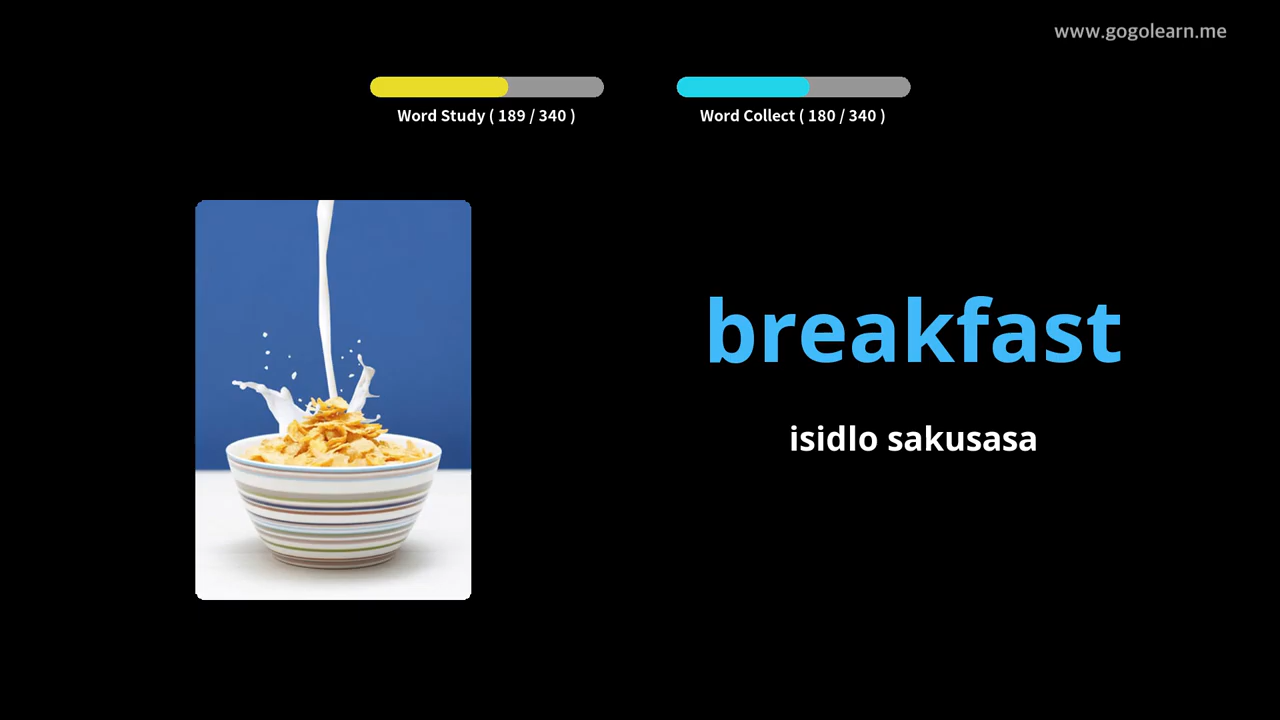 www.gogolearn.me
Word Study ( 189 / 340 )
Word Collect ( 180 / 340 )
breakfast
isidlo sakusasa